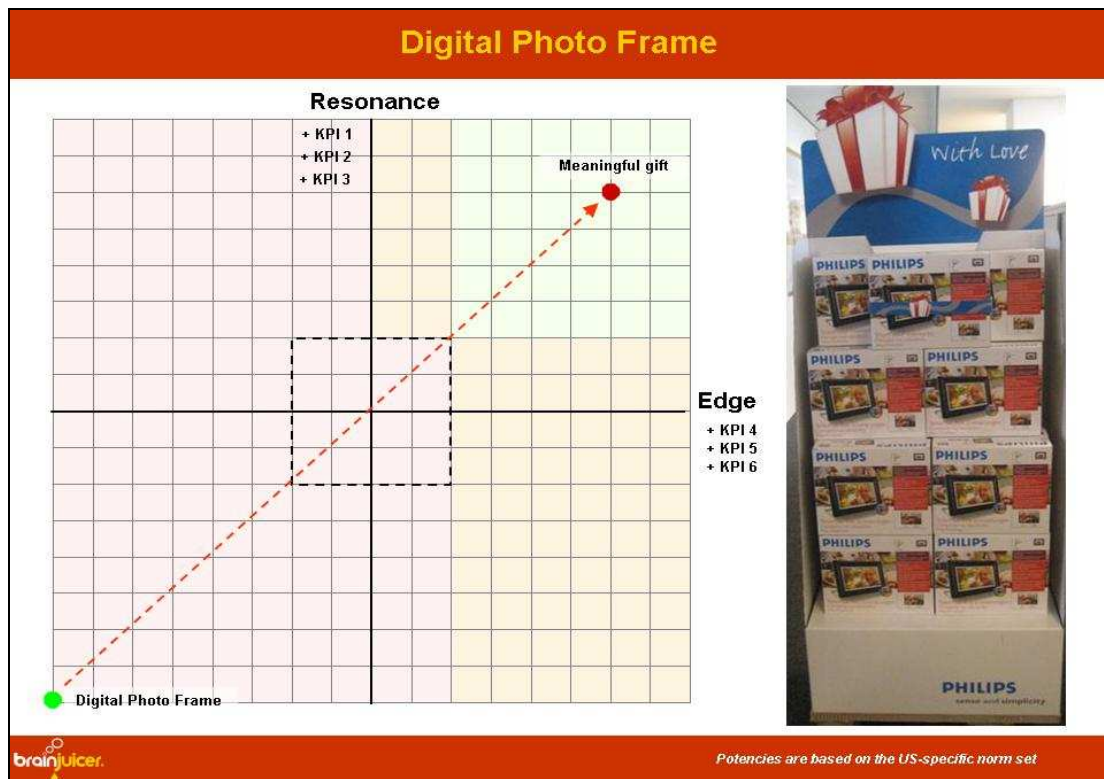 Digital Photo Frame
Resonance
+ KPI 1
+ KPI 2
+ KPI 3
Meaningful gift
Edge
+ KPI 4
+ KPI 5
+ KPI 6
Digital Photo Frame
With Love
PHILIPS
PHILIPS
PHILIPS
PHILIPS
PHILIPS
PHILIPS
PHILIPS
PHILIPS
PHILIPS
sense and simplicity
brainjuicer.
Potencies are based on the US-specific norm set